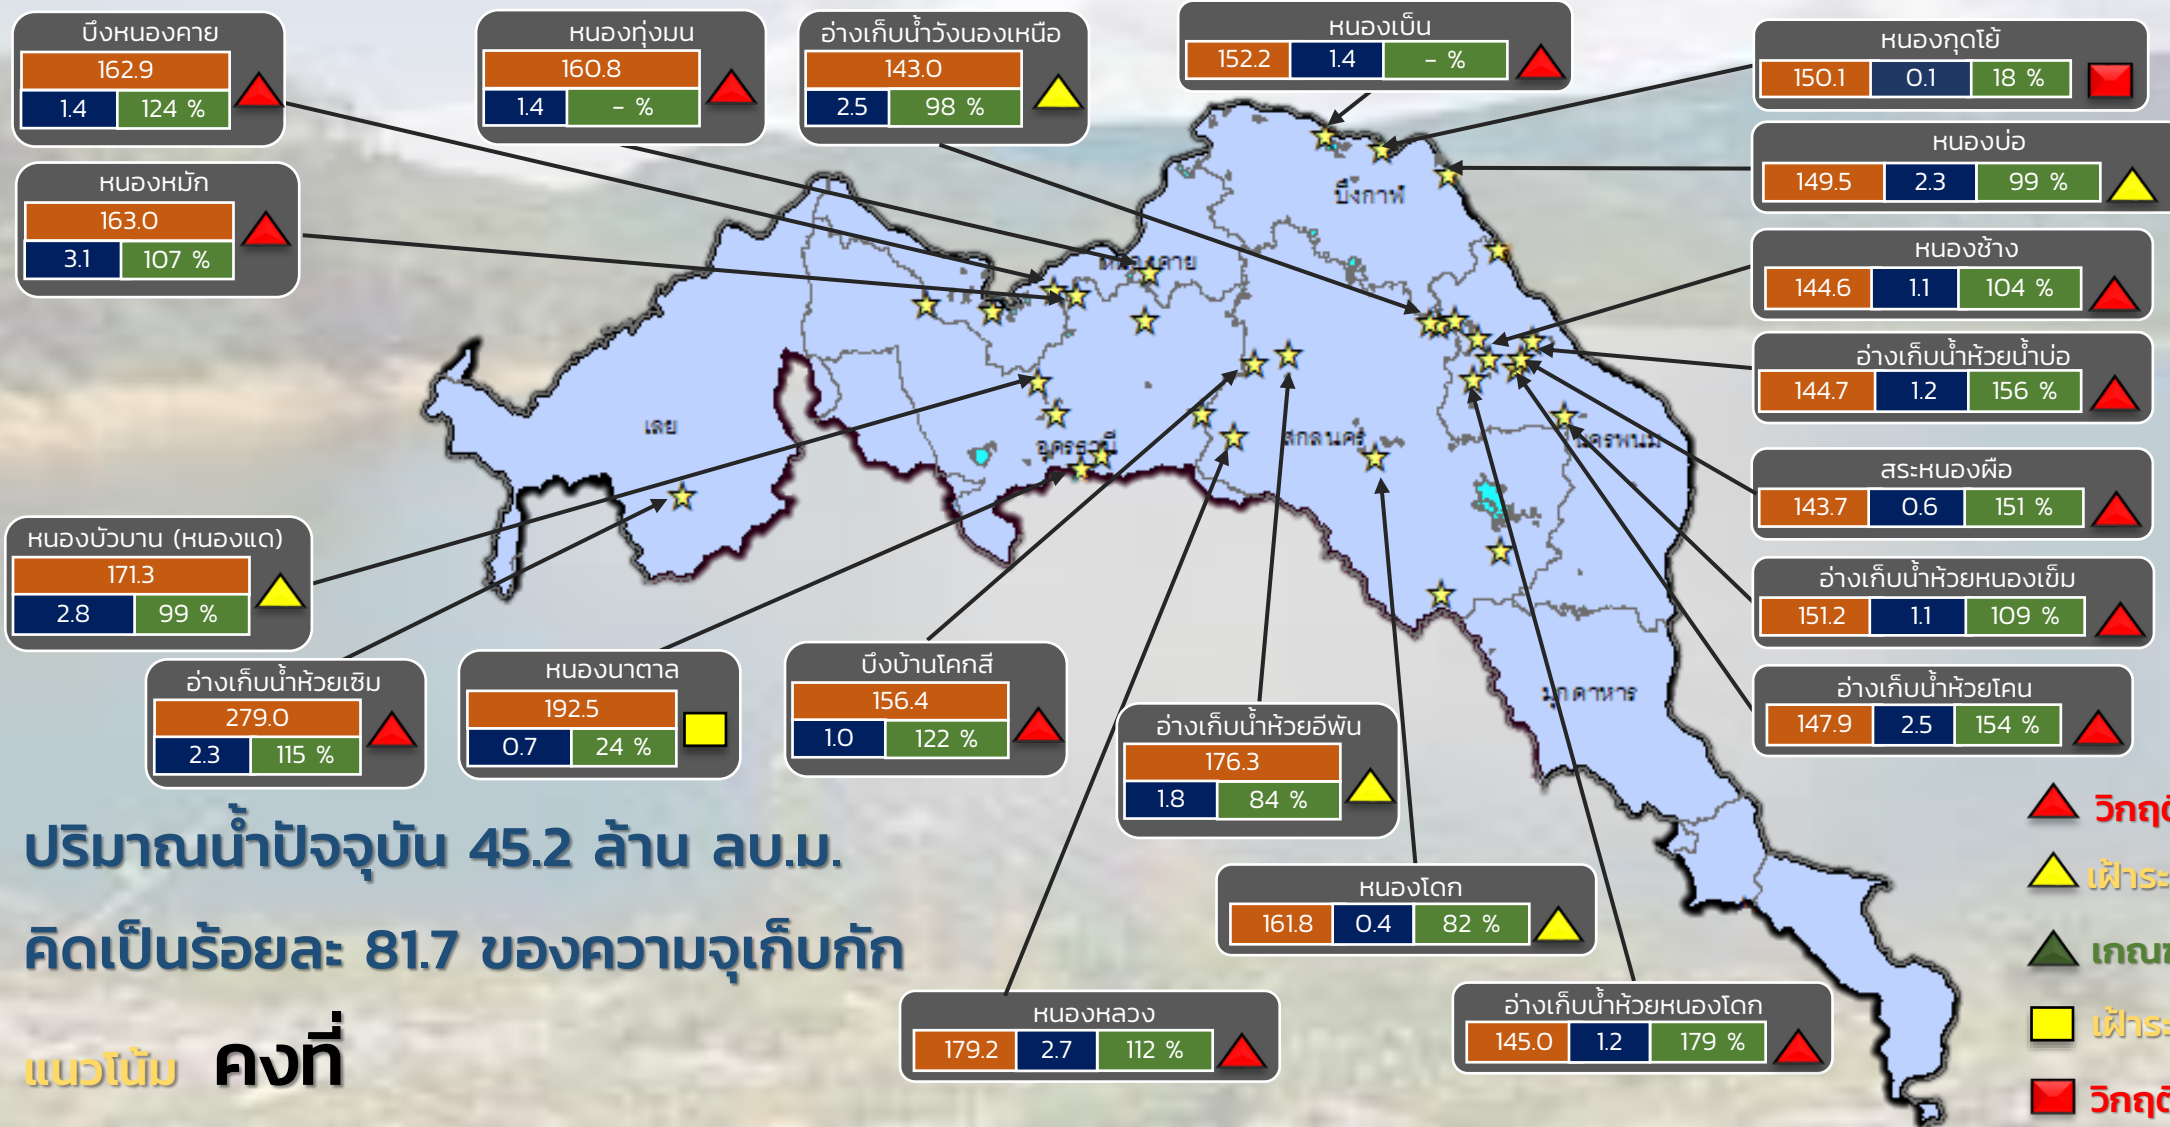 บึงหนองคาย
162.9
1.4 124 %
หนองทุ่งมน
160.8
1.4 - %
อ่างเก็บน้ำวังนองเหนือ
143.0
2.5 98 %
หนองเบ็น
152.2 1.4 - %
หนองกุดโย้
150.1 0.1 18 %
หนองหมัก
163.0
3.1 107 %
หนองบ่อ
149.5 2.3 99 %
บึงกาฬ
หนองช้าง
144.6 1.1 104 %
อ่างเก็บน้ำห้วยน้ำบ่อ
144.7 1.2 156 %
เลย
อุดรธานี
สกลนคร
นครพนม
สระหนองผือ
143.7 0.6 151 %
หนองบัวบาน (หนองแด)
171.3
2.8 99 %
อ่างเก็บน้ำห้วยหนองเข็ม
151.2 1.1 109 %
มุกดาหาร
อ่างเก็บน้ำห้วยเซิม
279.0
2.3 115 %
หนองนาตาล
192.5
0.7 24 %
บึงบ้านโคกสี
156.4
1.0 122 %
อ่างเก็บน้ำห้วยอีพัน
176.3
1.8 84 %
อ่างเก็บน้ำห้วยโคน
147.9 2.5 154 %
ปริมาณน้ำปัจจุบัน 45.2 ล้าน ลบ.ม.
คิดเป็นร้อยละ 81.7 ของความจุเก็บกัก
แนวโน้ม คงที่
หนองโดก
161.8 0.4 82 %
หนองหลวง
179.2 2.7 112 %
อ่างเก็บน้ำห้วยหนองโดก
145.0 1.2 179 %